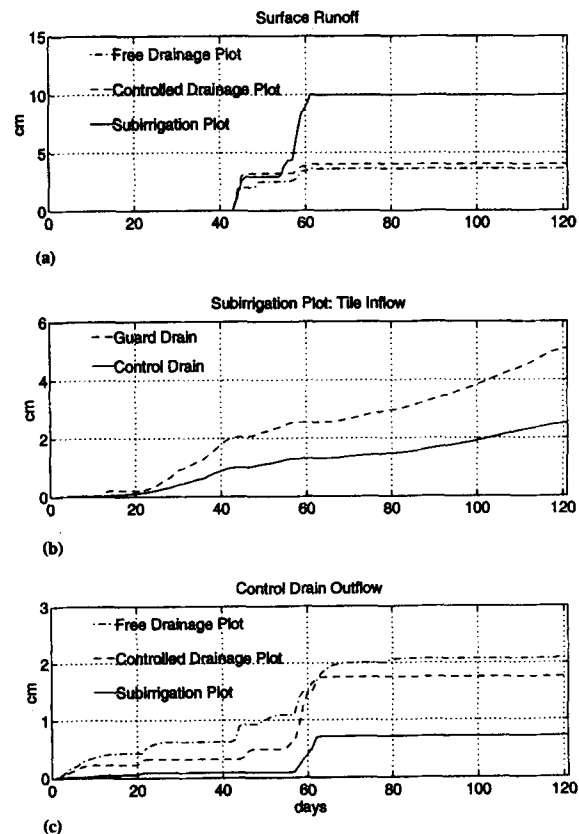 Surface Runoff
15
10
5
0
cm
Free Drainage Plot
Controlled Drainage Plot
Subirrigation Plot
0 20 40 60 80 100 120
(a)
Subirrigation Plot: Tile Inflow
6
4
2
0
cm
Guard Drain
Control Drain
0 20 40 60 80 100 120
(b)
Control Drain Outflow
3
2
1
0
cm
Free Drainage Plot
Controlled Drainage Plot
Subirrigation Plot
0 20 40 60 80 100 120
days
(c)